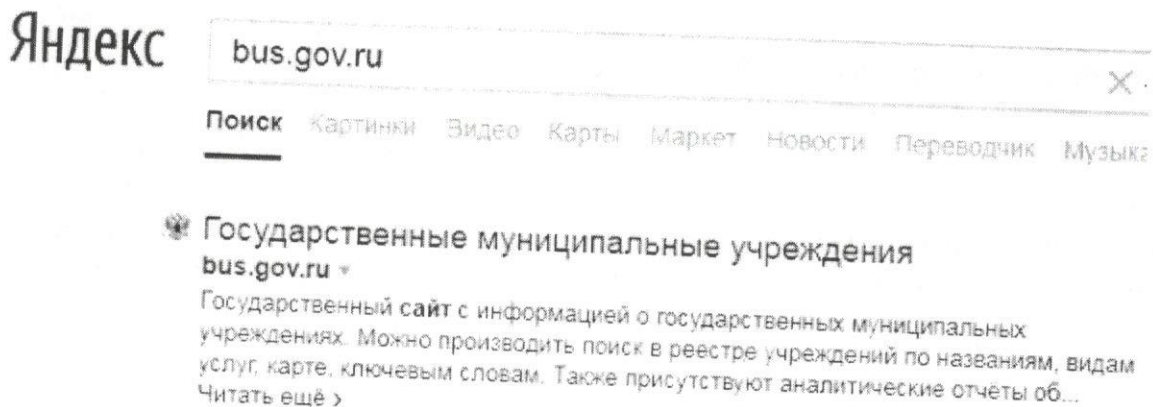 Яндекс
bus.gov.ru
Поиск Картинки Видео Карты Маркет Новости Переводчик Музыка
Государственные муниципальные учреждения
bus.gov.ru
Государственный сайт с информацией о государственных муниципальных
учреждениях. Можно производить поиск в реестре учреждений по названиям, видам
услуг, карте, ключевым словам. Также присутствуют аналитические отчёты об...
Читать ещё >